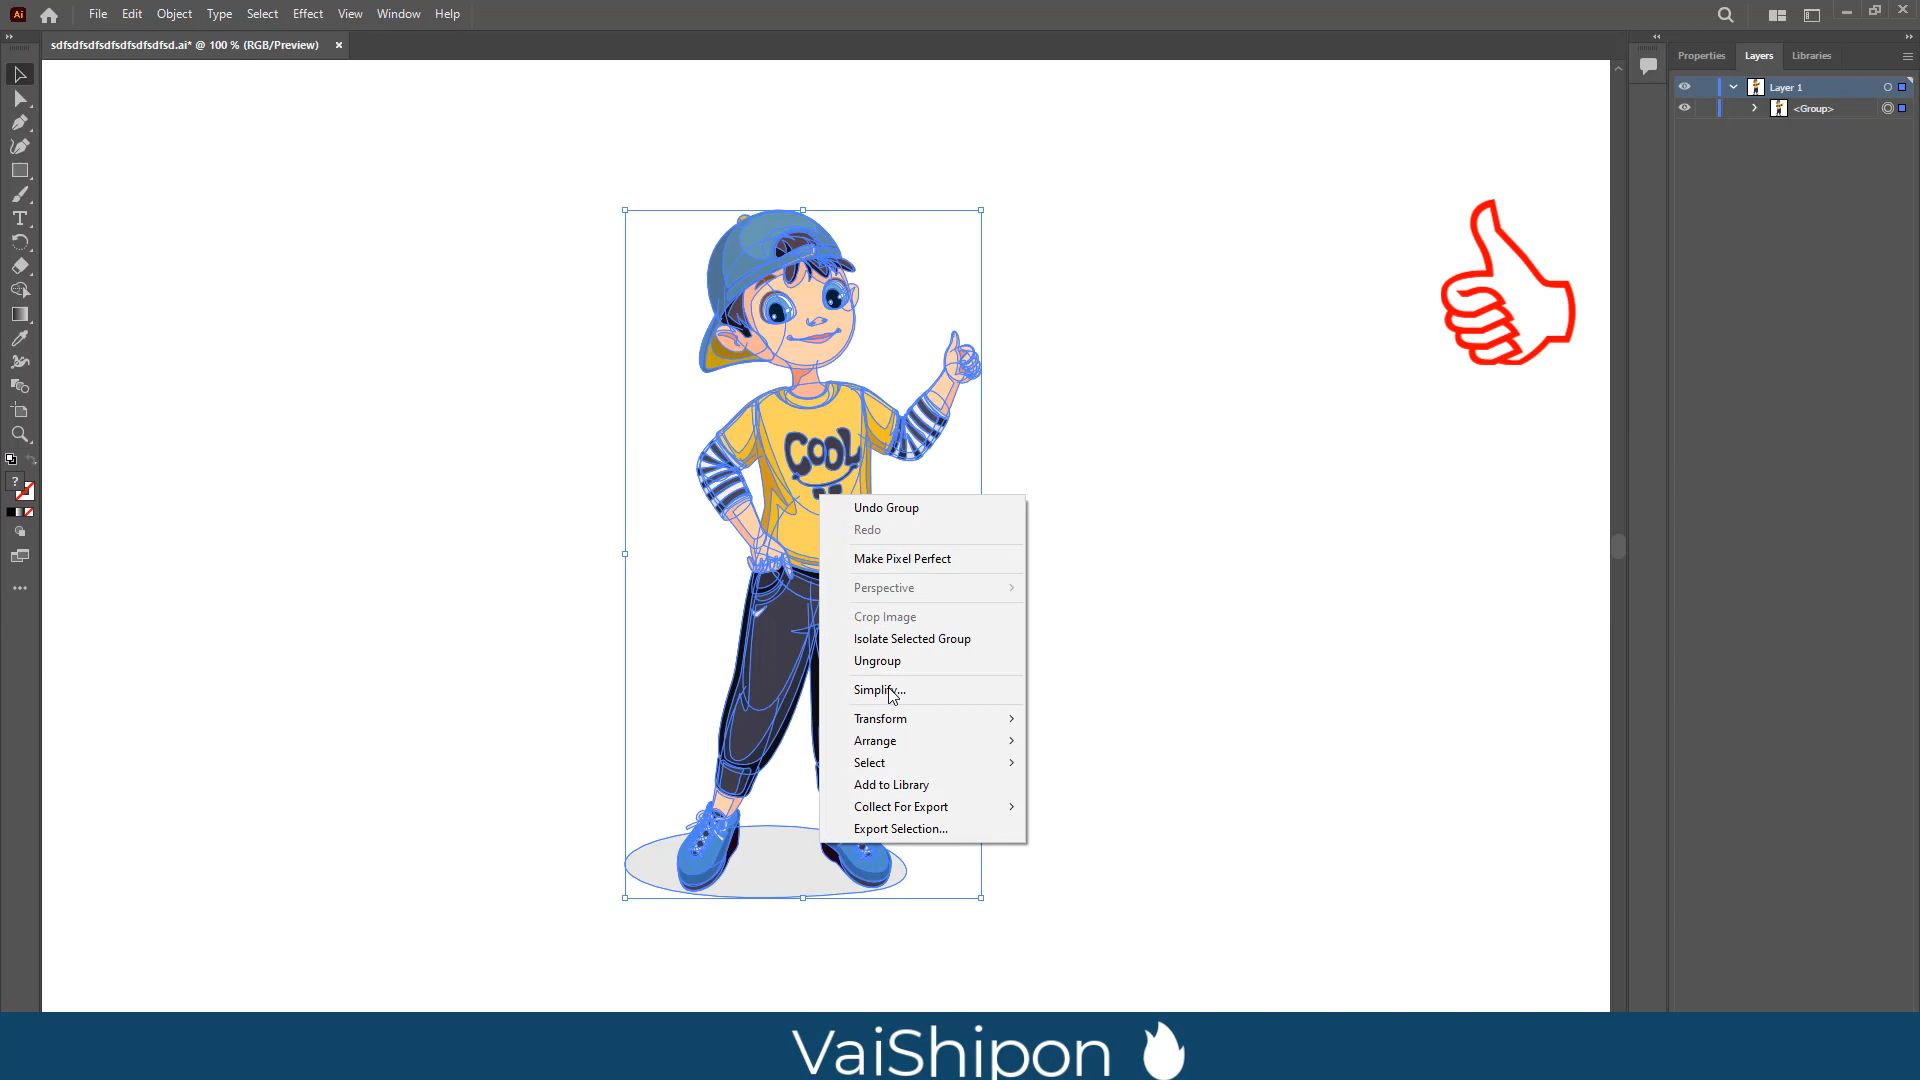 Ai File Edit Object Type Select Effect View Window Help
sdfsdfsdfsdfsdfsdfsdfsd.ai* @ 100 % (RGB/Preview) ×
Properties Layers Libraries
Layer 1
<Group>
T
?
COOL
Undo Group
Redo
Make Pixel Perfect
Perspective
Crop Image
Isolate Selected Group
Ungroup
Simplify...
Transform
Arrange
Select
Add to Library
Collect For Export
Export Selection...
VaiShipon